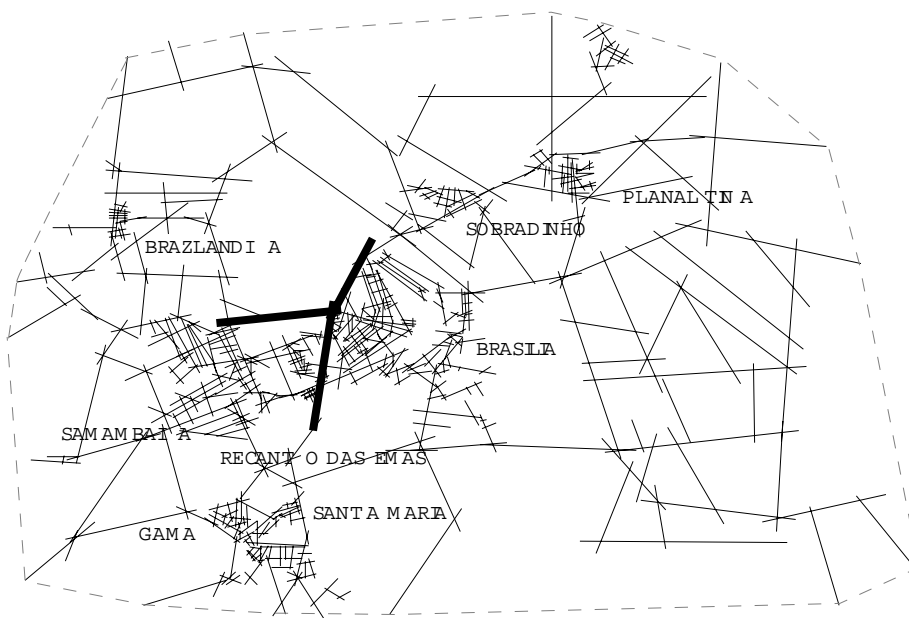 PLANALTINA
SOBRADINHO
BRAZLANDIA
BRASILIA
SAMAMBAIA
RECANTO DAS EMAS
SANTA MARIA
GAMA